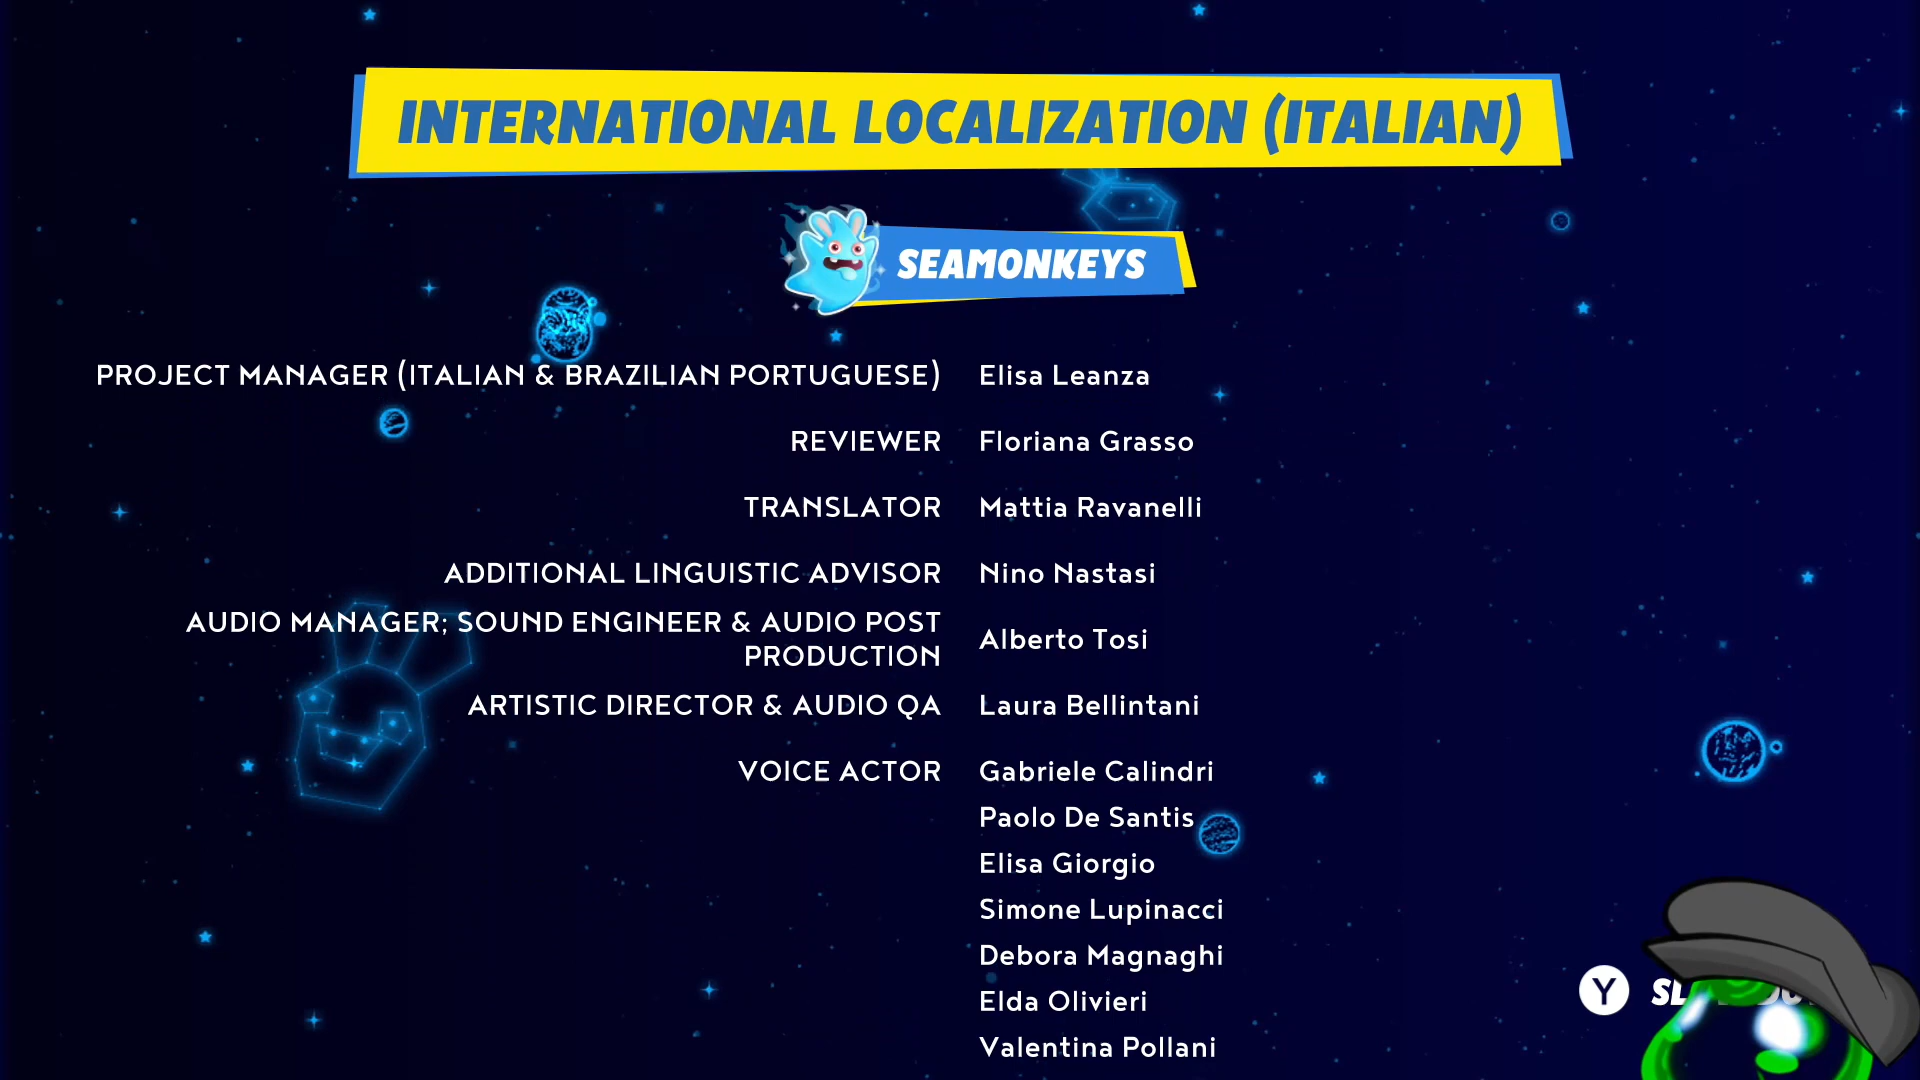 INTERNATIONAL LOCALIZATION (ITALIAN)
SEAMONKEYS
PROJECT MANAGER (ITALIAN & BRAZILIAN PORTUGUESE) Elisa Leanza
REVIEWER Floriana Grasso
TRANSLATOR Mattia Ravanelli
ADDITIONAL LINGUISTIC ADVISOR Nino Nastasi
AUDIO MANAGER; SOUND ENGINEER & AUDIO POST
PRODUCTION Alberto Tosi
ARTISTIC DIRECTOR & AUDIO QA Laura Bellintani
VOICE ACTOR Gabriele Calindri
Paolo De Santis
Elisa Giorgio
Simone Lupinacci
Debora Magnaghi
Elda Olivieri
Valentina Pollani
Y